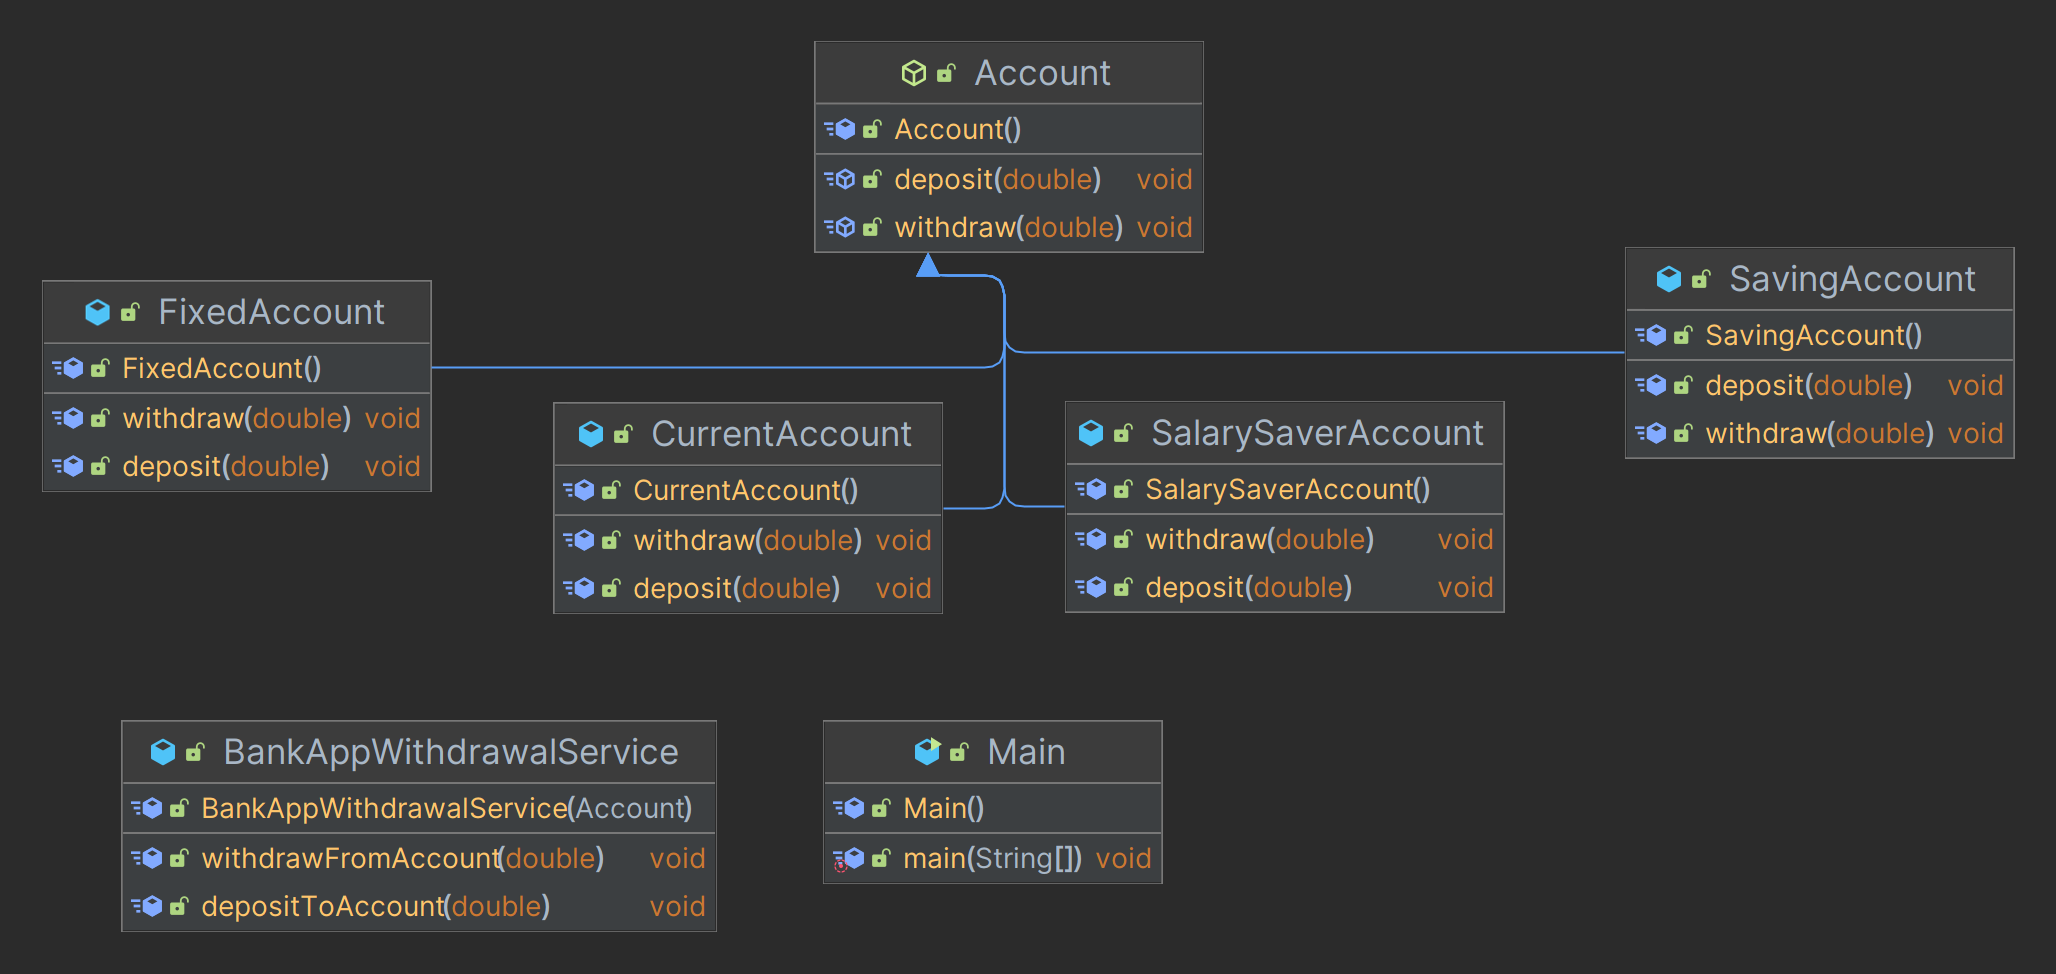 Account
Account()
deposit(double) void
withdraw(double) void
FixedAccount
FixedAccount()
withdraw(double) void
deposit(double) void
CurrentAccount
CurrentAccount()
withdraw(double) void
deposit(double) void
SalarySaverAccount
SalarySaverAccount()
withdraw(double) void
deposit(double) void
SavingAccount
SavingAccount()
deposit(double) void
withdraw(double) void
BankAppWithdrawalService
BankAppWithdrawalService(Account)
withdrawFromAccount(double) void
depositToAccount(double) void
Main
Main()
main(String[]) void